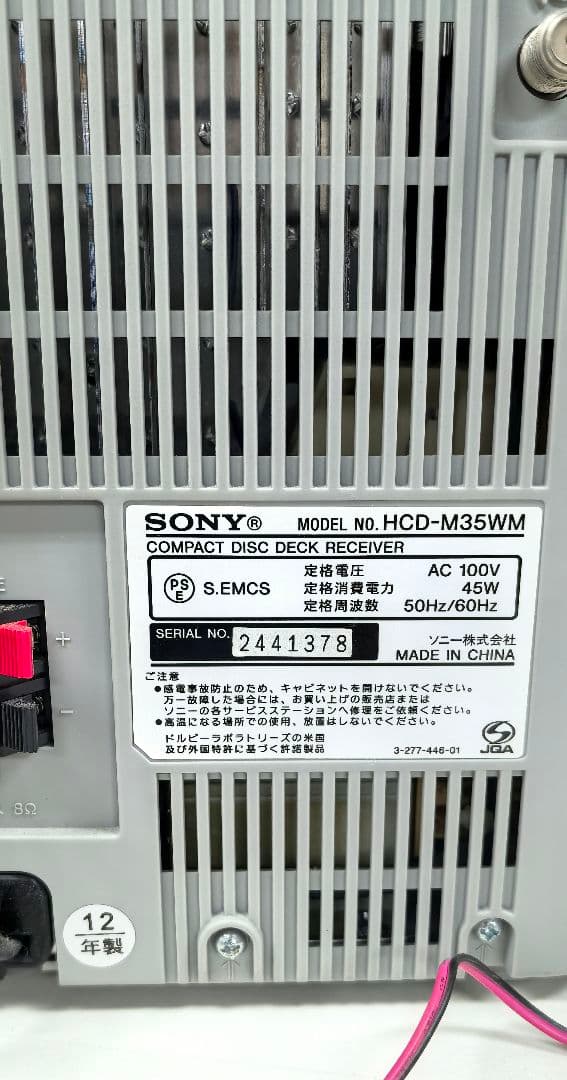 SONY® MODEL NO. HCD-M35WM
COMPACT DISC DECK RECEIVER
PSE S.EMCS
定格電圧 AC 100V
定格消費電力 45W
定格周波数 50Hz/60Hz
SERIAL NO. 2441378
ソニー株式会社
MADE IN CHINA
ご注意
●感電事故防止のため、キャビネットを開けないでください。
万一故障した場合には、お買い上げの販売店または
ソニーの各サービスステーションへ修理をご依頼ください。
●高温になる場所での使用、放置はしないでください。
ドルビーラボラトリーズの米国
及び外国特許に基づく許諾製品
3-277-446-01
JQA
+
−
8Ω
12
年製